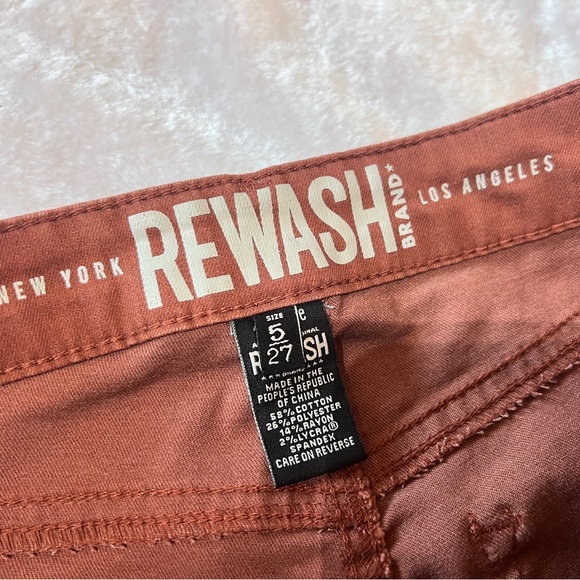 NEW YORK REWASH BRAND* LOS ANGELES
SIZE
5
27
MADE IN THE
PEOPLE'S REPUBLIC
OF CHINA
58% COTTON
26% POLYESTER
14% RAYON
2% LYCRA®
SPANDEX
CARE ON REVERSE